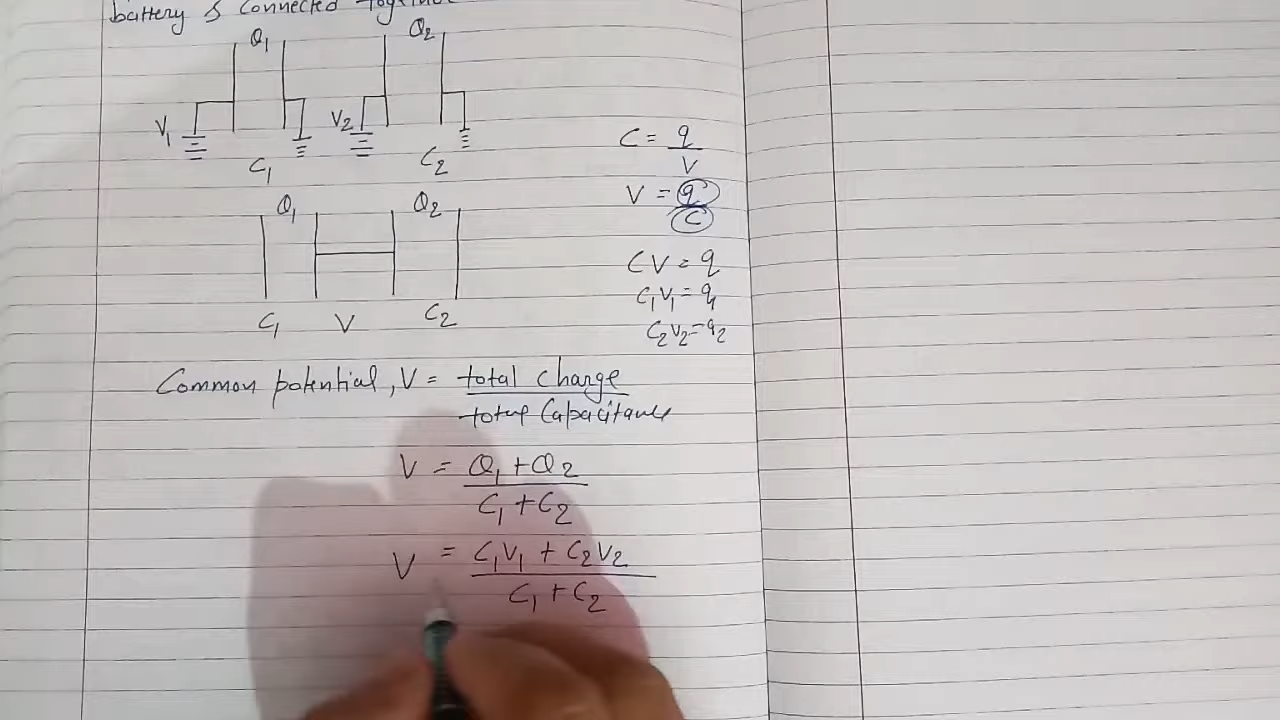 battery & Connected together
Q1 Q2
V1 V2
C1 C2
C = q / V
V = q / C
Q1 Q2
C1 V C2
CV = q
C1V1 = q1
C2V2 = q2
Common potential, V = total charge / total Capacitance
V = Q1 + Q2 / C1 + C2
V = C1V1 + C2V2 / C1 + C2